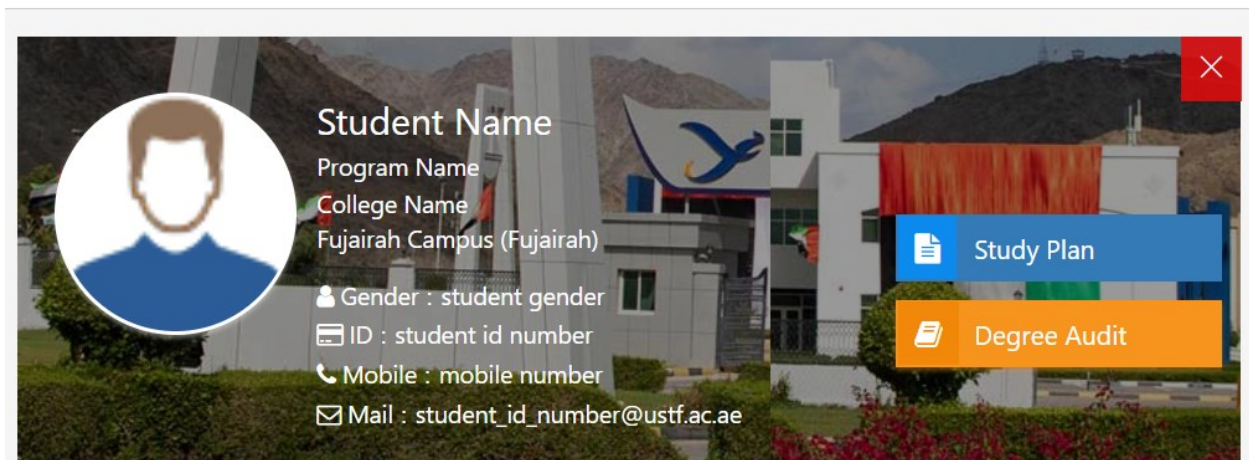 Student Name
Program Name
College Name
Fujairah Campus (Fujairah)
Gender : student gender
ID : student id number
Mobile : mobile number
Mail : student_id_number@ustf.ac.ae
Study Plan
Degree Audit